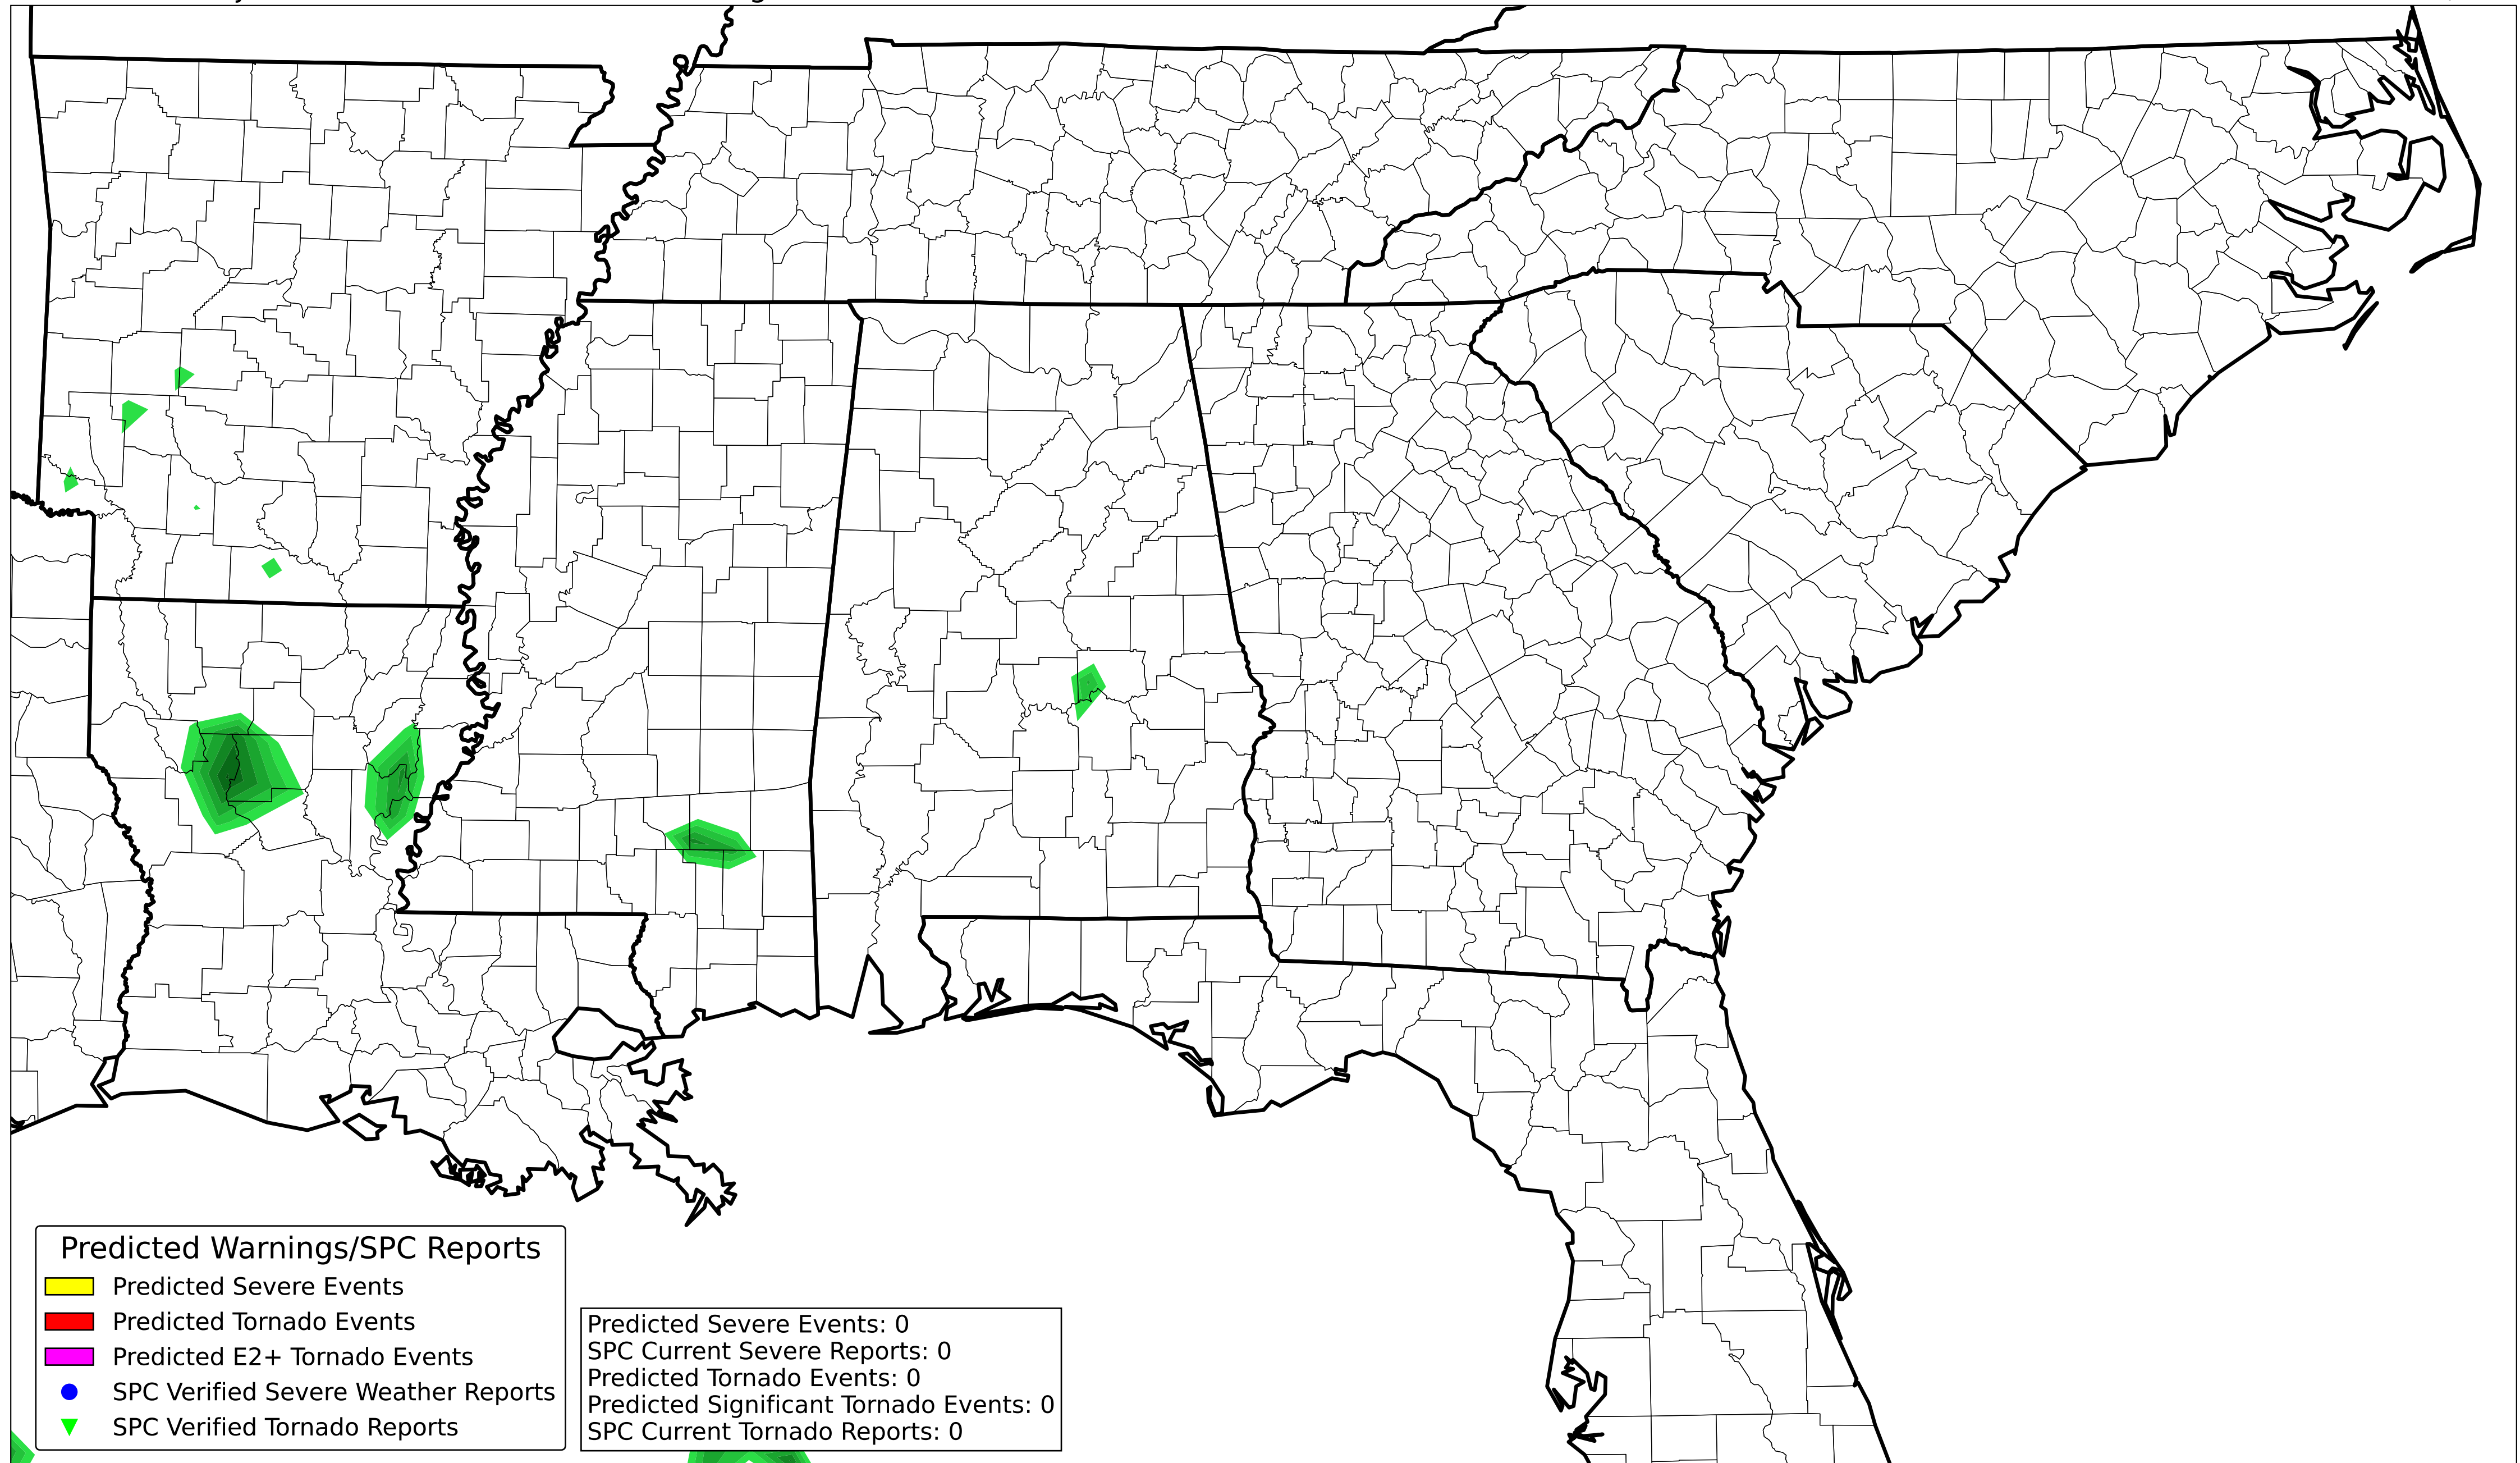 Predicted Warnings/SPC Reports
Predicted Severe Events
Predicted Tornado Events
Predicted E2+ Tornado Events
SPC Verified Severe Weather Reports
SPC Verified Tornado Reports
Predicted Severe Events: 0
SPC Current Severe Reports: 0
Predicted Tornado Events: 0
Predicted Significant Tornado Events: 0
SPC Current Tornado Reports: 0